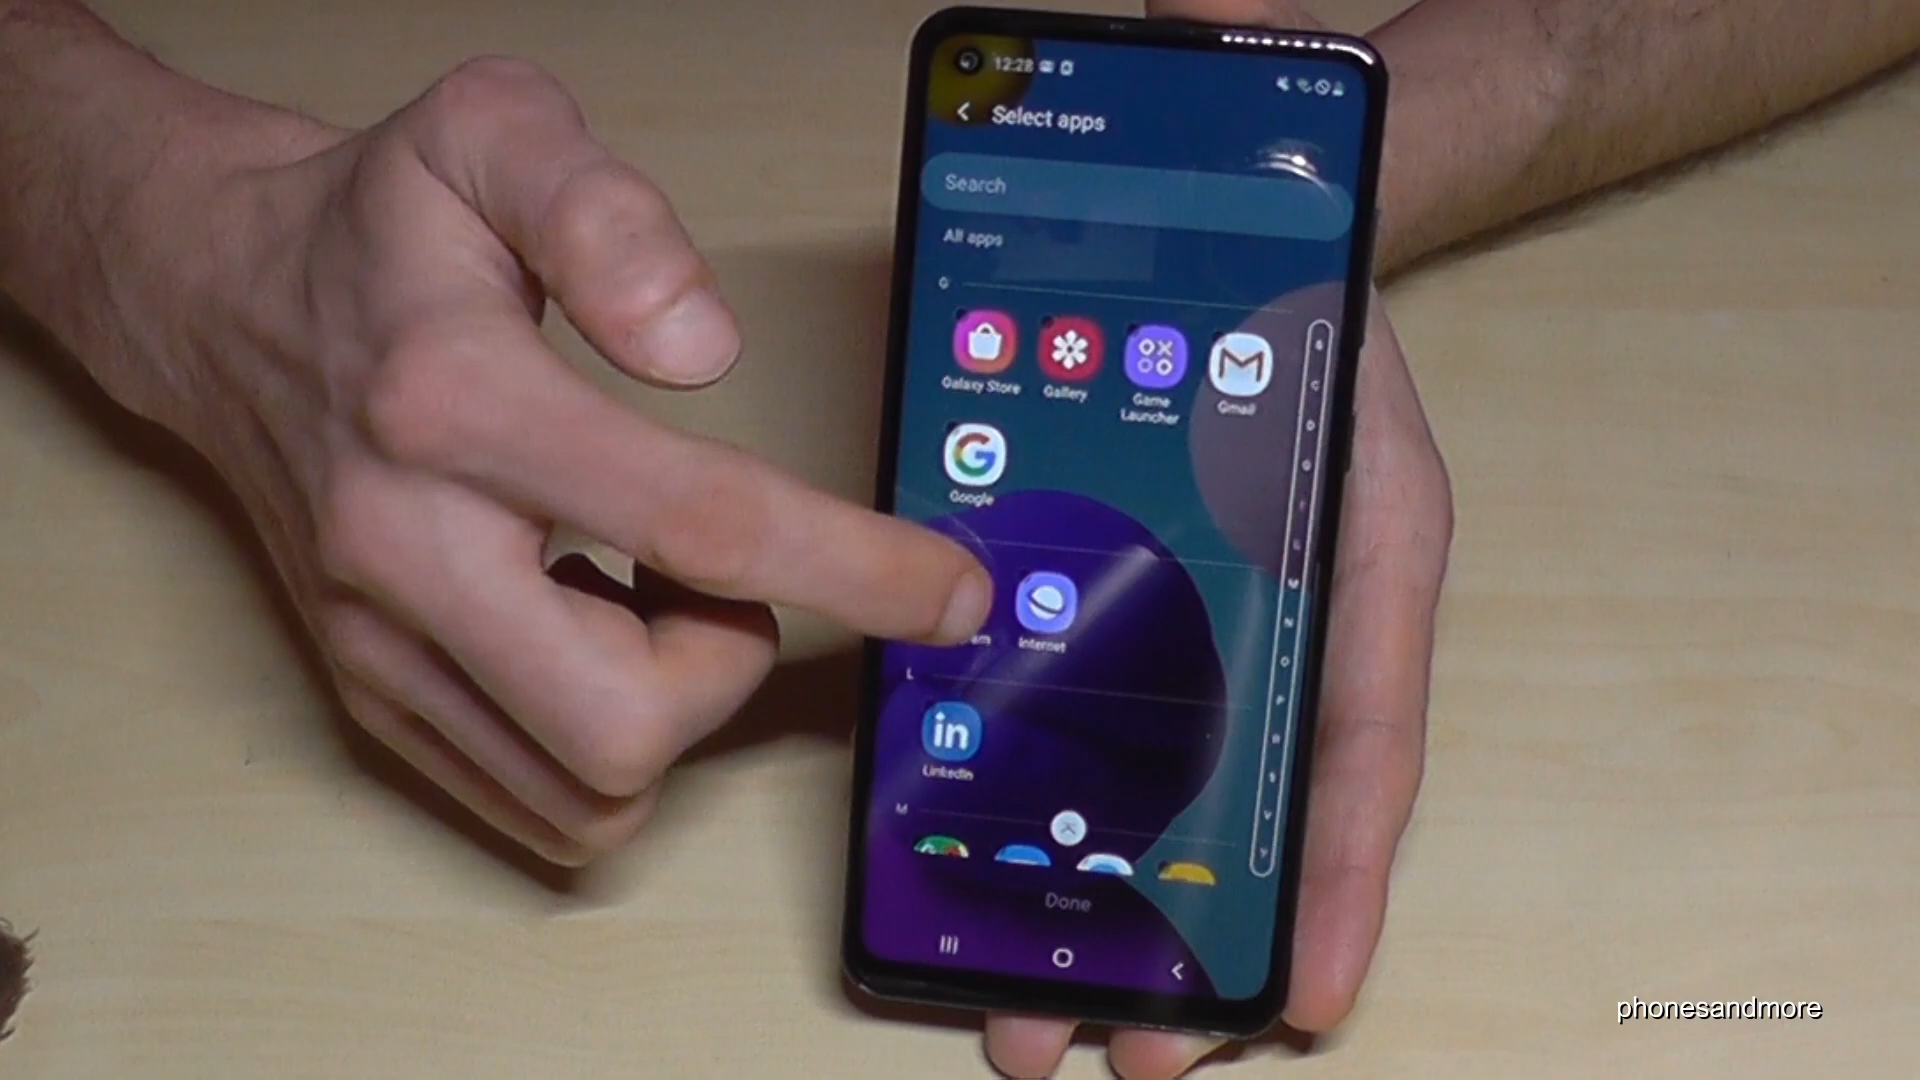 12:28
Select apps
Search
All apps
G
Galaxy Store
Gallery
Game Launcher
Gmail
G
Google
am
Internet
L
in
LinkedIn
M
Done
phonesandmore